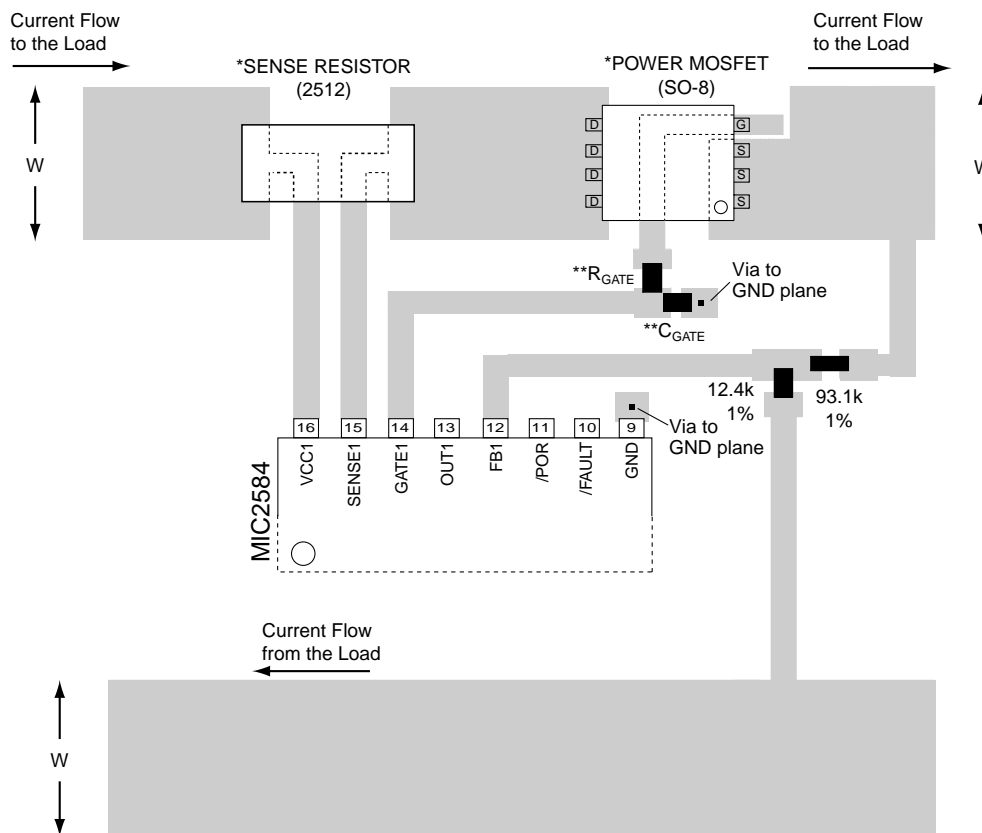 Current Flow
to the Load
Current Flow
to the Load
*SENSE RESISTOR
(2512)
*POWER MOSFET
(SO-8)
W
W
D
D
D
D
G
S
S
S
**RGATE
Via to
GND plane
**CGATE
12.4k
1%
93.1k
1%
Via to
GND plane
16
15
14
13
12
11
10
9
VCC1
SENSE1
GATE1
OUT1
FB1
/POR
/FAULT
GND
MIC2584
Current Flow
from the Load
W